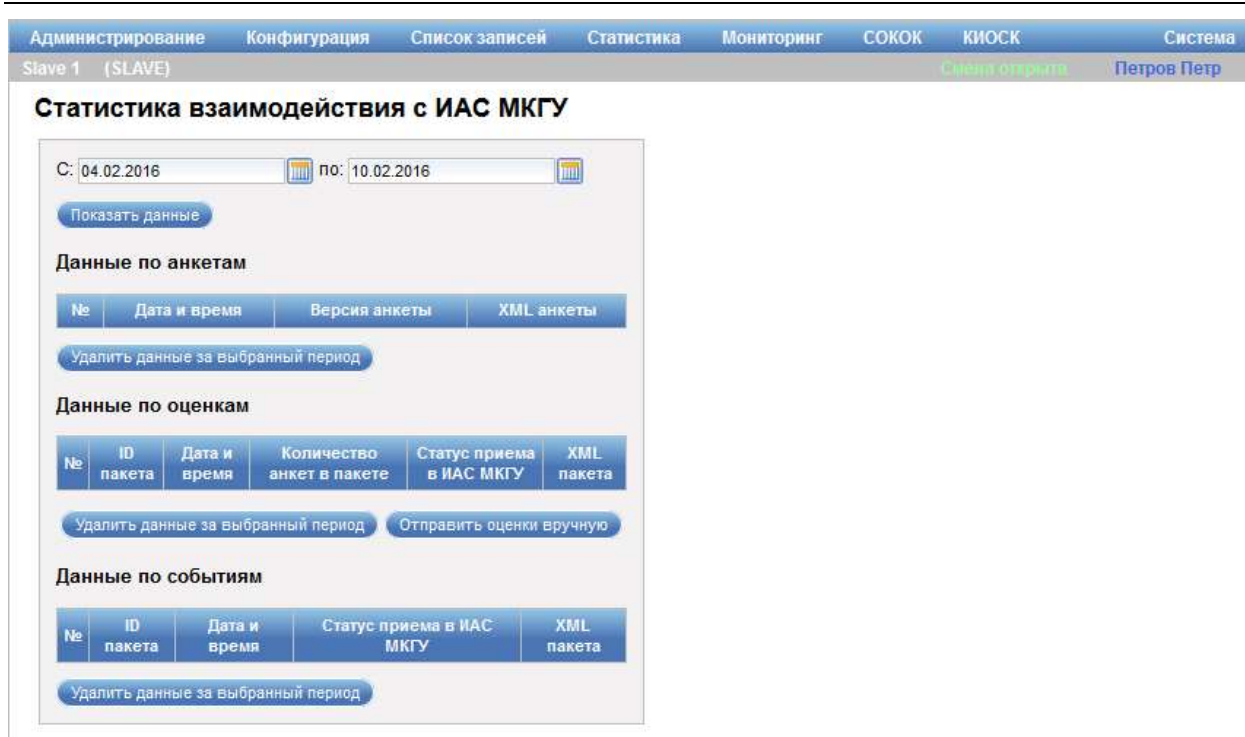 Администрирование Конфигурация Список записей Статистика Мониторинг СОКОК КИОСК Система
Slave 1 (SLAVE) Смена открыта Петров Петр
Статистика взаимодействия с ИАС МКГУ
С: 04.02.2016 по: 10.02.2016
Показать данные
Данные по анкетам
№ Дата и время Версия анкеты XML анкеты
Удалить данные за выбранный период
Данные по оценкам
№ ID пакета Дата и время Количество анкет в пакете Статус приема в ИАС МКГУ XML пакета
Удалить данные за выбранный период Отправить оценки вручную
Данные по событиям
№ ID пакета Дата и время Статус приема в ИАС МКГУ XML пакета
Удалить данные за выбранный период